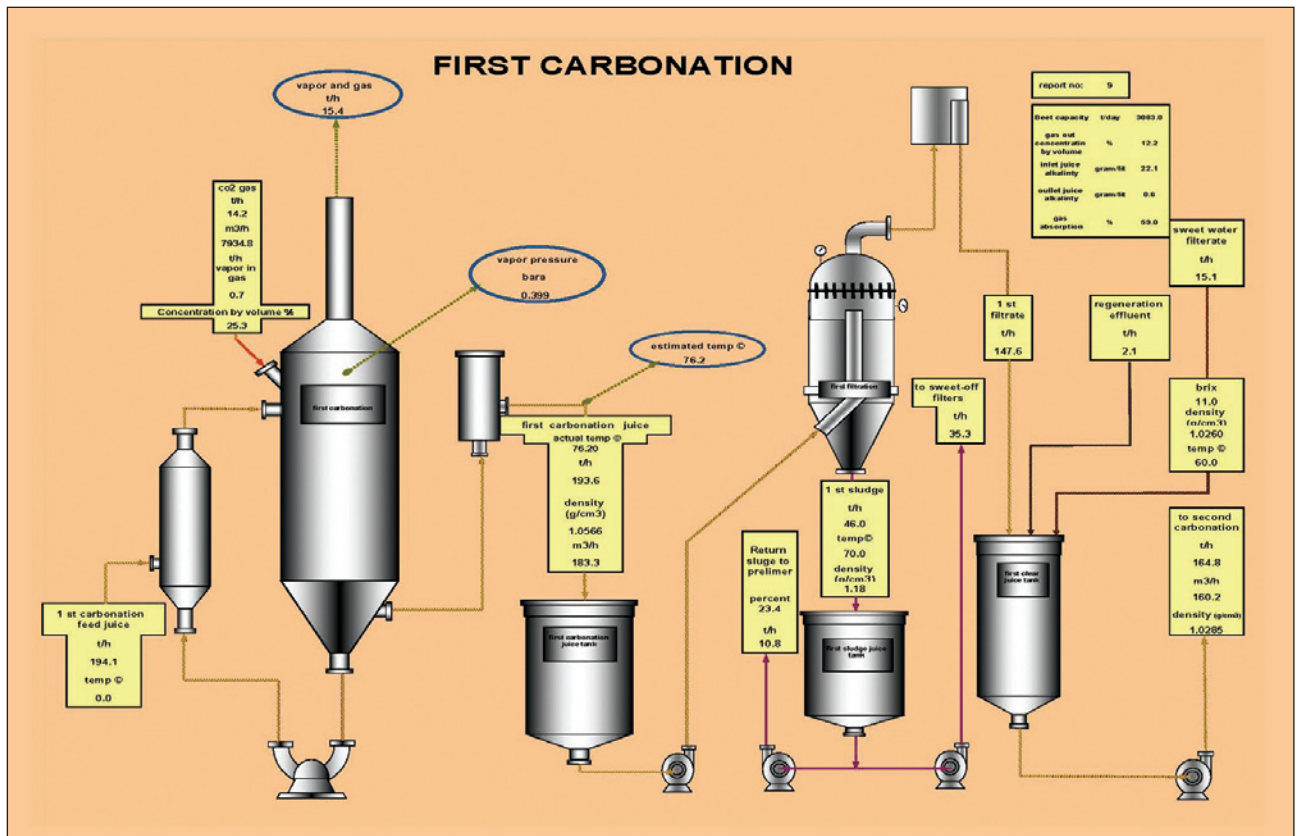 FIRST CARBONATION
vapor and gas
t/h
15.4
report no: 9
Beet capacity t/day 3003.0
gas out
concentratin
by volume % 12.2
inlet juice
alkalinty gram/lit 22.1
outlet juice
alkalinty gram/lit 0.6
gas
absorption %
co2 gas
t/h
14.2
m3/h
7934.8
t/h
vapor in
gas
0.7
Concentration by volume %
25.3
vapor pressure
bara
0.399
estimated temp ©
76.2
first carbonation
first filtration
sweet water
filterate
t/h
15.1
1 st
filtrate
t/h
147.6
regeneration
effluent
t/h
2.1
to sweet-off
filters
t/h
35.3
brix
11.0
density
(g/cm3)
1.0260
temp ©
60.0
first carbonation juice
actual temp ©
76.20
t/h
193.6
density
(g/cm3)
1.0566
m3/h
183.3
1 st sludge
t/h
46.0
temp©
70.0
density
(g/cm3)
1.18
Return
sluge to
prelimer
percent
23.4
t/h
10.8
to second
carbonation
t/h
164.8
m3/h
160.2
density (g/cm3)
1.0285
1 st carbonation
feed juice
t/h
194.1
temp ©
0.0
first carbonation
juice tank
first sludge juice
tank
first clear
juice tank